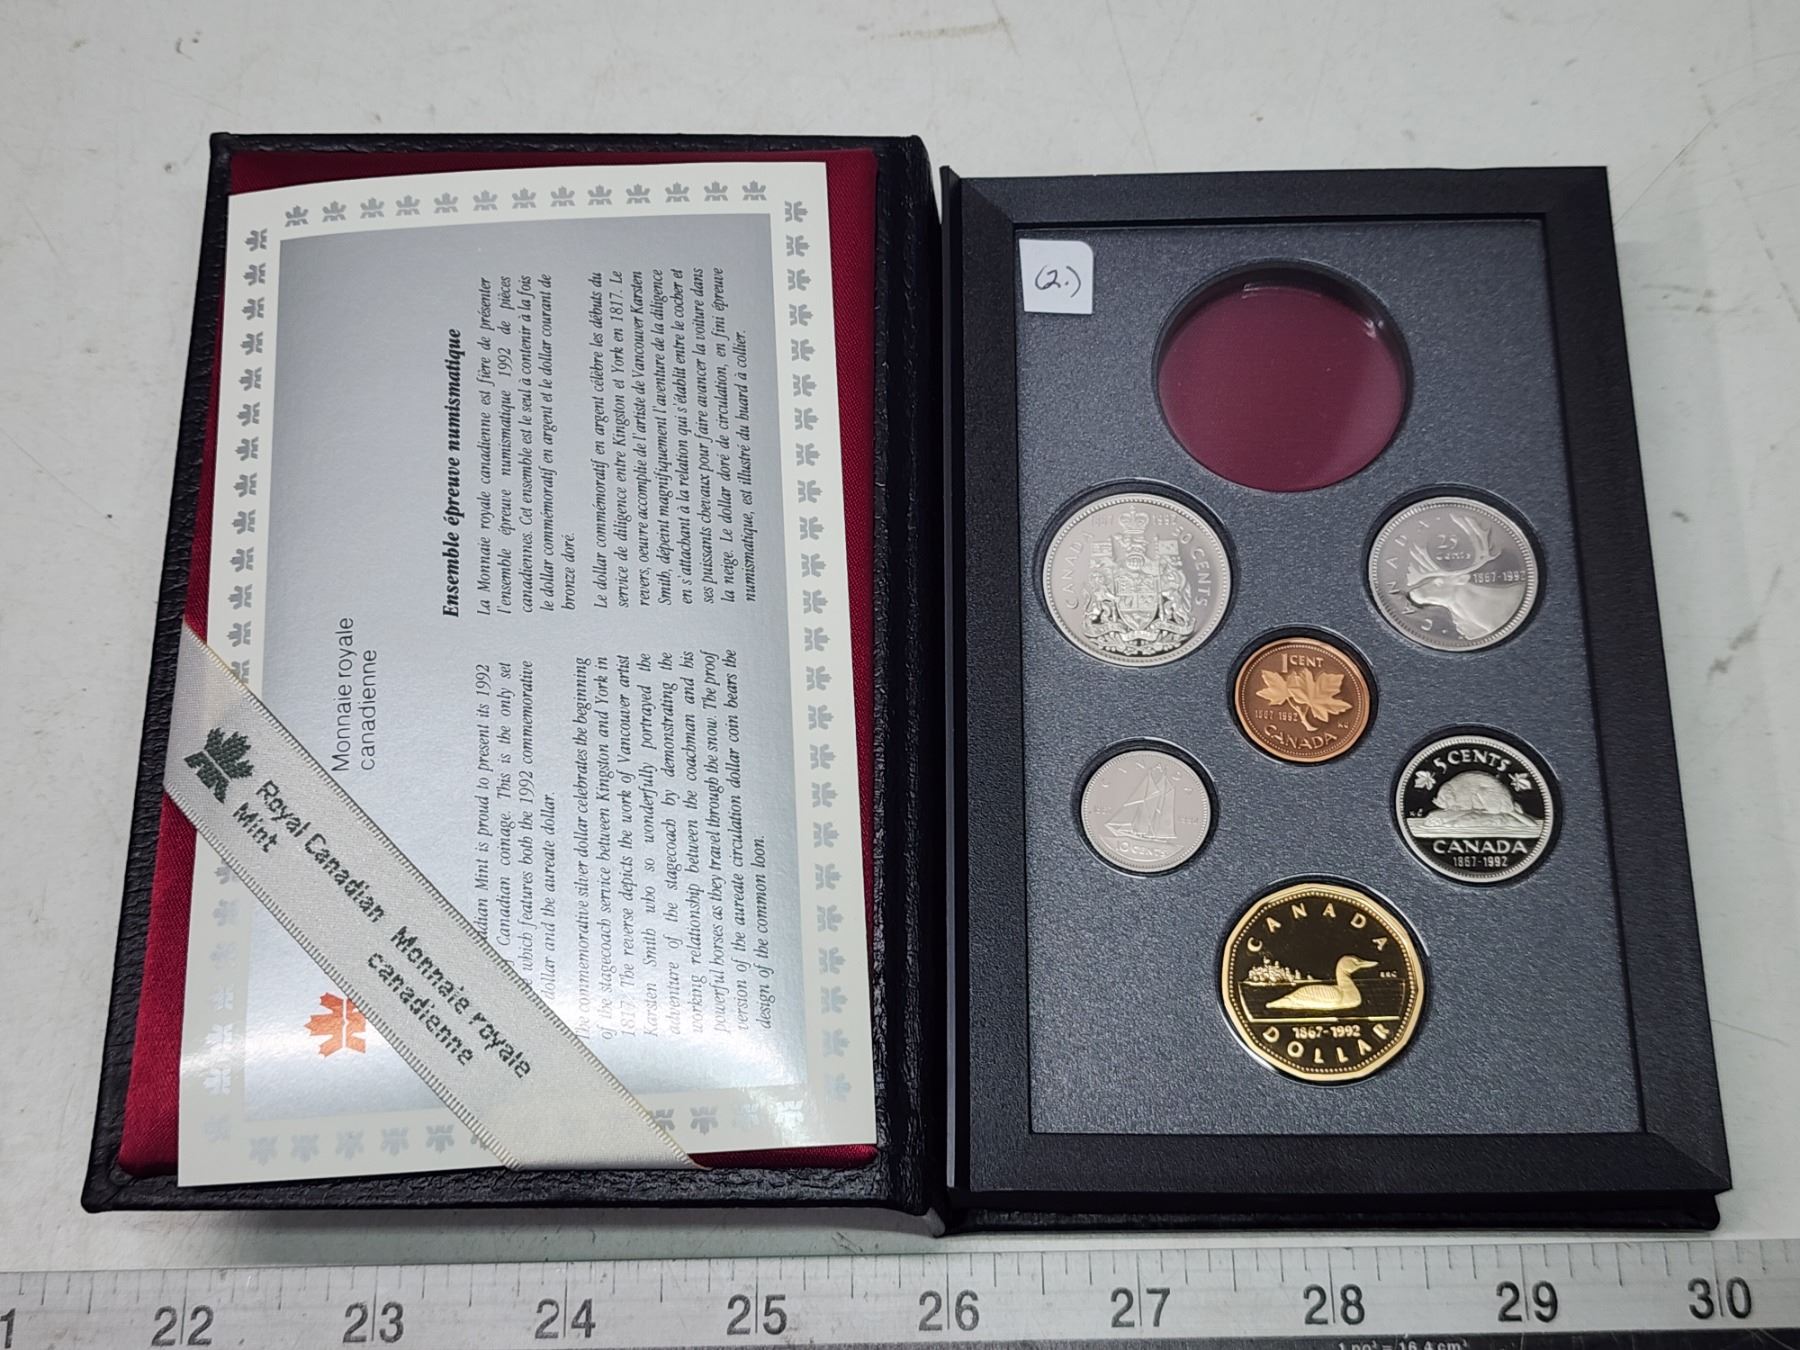 Monnaie royale
canadienne
Ensemble épreuve numismatique
La Monnaie royale canadienne est fière de présenter
l'ensemble épreuve numismatique 1992 de pièces
canadiennes. Cet ensemble est le seul à contenir à la fois
le dollar commémoratif en argent et le dollar courant de
bronze doré.
Le dollar commémoratif en argent célèbre les débuts du
service de diligence entre Kingston et York en 1817. Le
revers, oeuvre accomplie de l'artiste de Vancouver Karsten
Smith, dépeint magnifiquement l'aventure de la diligence
en s'attachant à la relation qui s'établit entre le cocher et
ses puissants chevaux pour faire avancer la voiture dans
la neige. Le dollar doré de circulation, en fini épreuve
numismatique, est illustré du huard à collier.
adian Mint is proud to present its 1992
Canadian coinage. This is the only set
which features both the 1992 commemorative
dollar and the aureate dollar.
The commemorative silver dollar celebrates the beginning
of the stagecoach service between Kingston and York in
1817. The reverse depicts the work of Vancouver artist
Karsten Smith who so wonderfully portrayed the
adventure of the stagecoach by demonstrating the
working relationship between the coachman and his
powerful horses as they travel through the snow. The proof
version of the aureate circulation dollar coin bears the
design of the common loon.
Royal Canadian Monnaie royale
Mint canadienne
(2.)
1867 1992
CANADA 50 CENTS
CANADA
25
cents
1867-1992
1 CENT
1867 1992
KG
CANADA
CANADA
10 CENTS
5 CENTS
KG
CANADA
1867-1992
CANADA
RRC
1867-1992
DOLLAR
1 22 23 24 25 26 27 28 29 30
1 po³ = 16.4 cm³